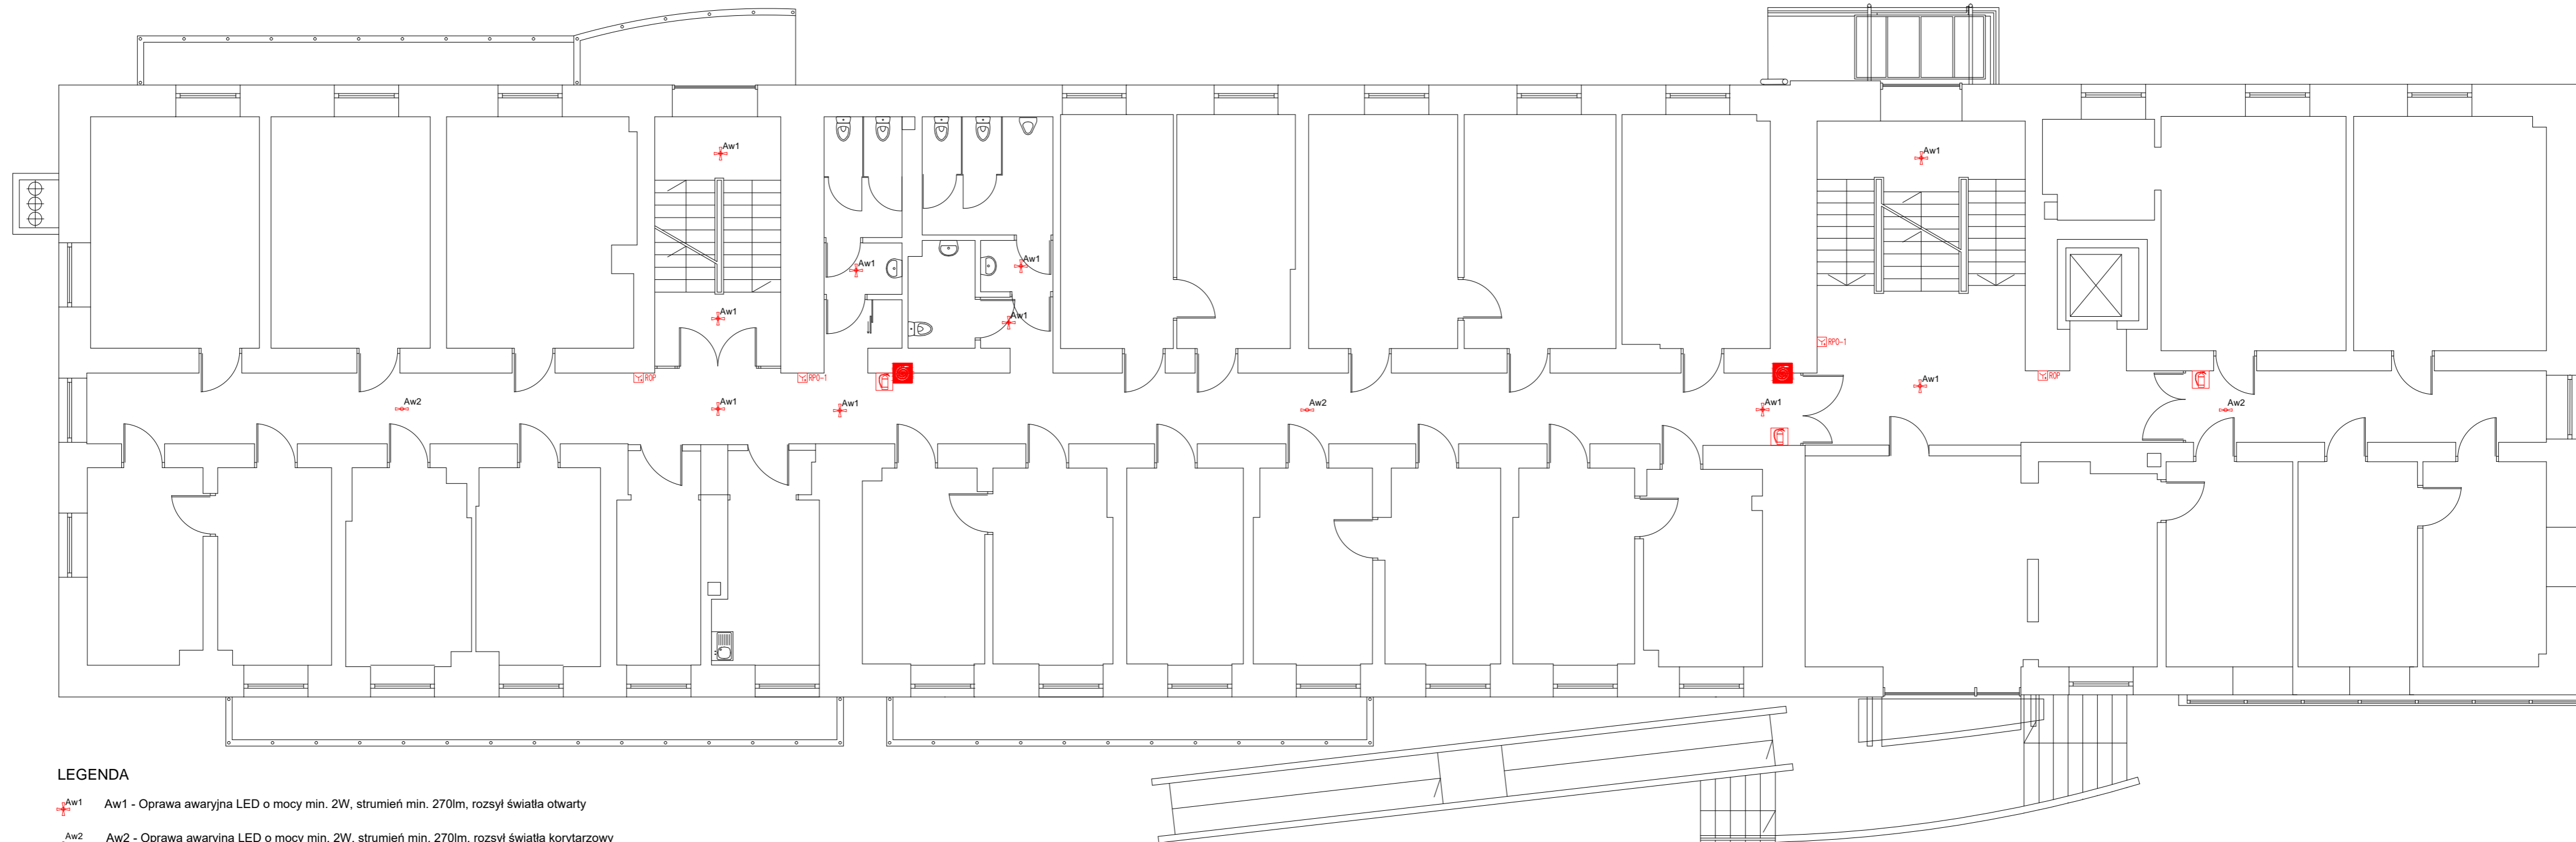 Aw1
Aw1
Aw1
Aw1
Aw1
Aw1
RPO-1
ROP
RPO-1
ROP
Aw1
Aw2
Aw1
Aw1
Aw2
Aw1
Aw2
LEGENDA
Aw1 Aw1 - Oprawa awaryjna LED o mocy min. 2W, strumień min. 270lm, rozsył światła otwarty
Aw2 Aw2 - Oprawa awaryjna LED o mocy min. 2W, strumień min. 270lm, rozsył światła korytarzowy